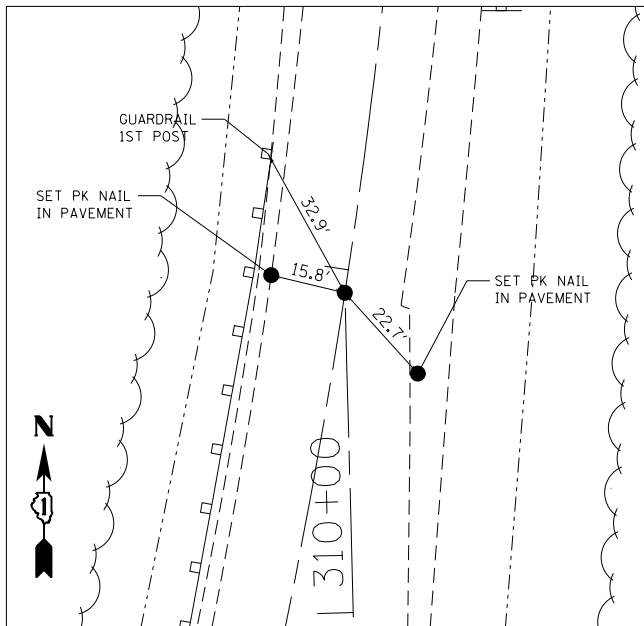 GUARDRAIL
1ST POST
SET PK NAIL
IN PAVEMENT
32.9'
15.8'
22.7'
SET PK NAIL
IN PAVEMENT
310+00
N
1